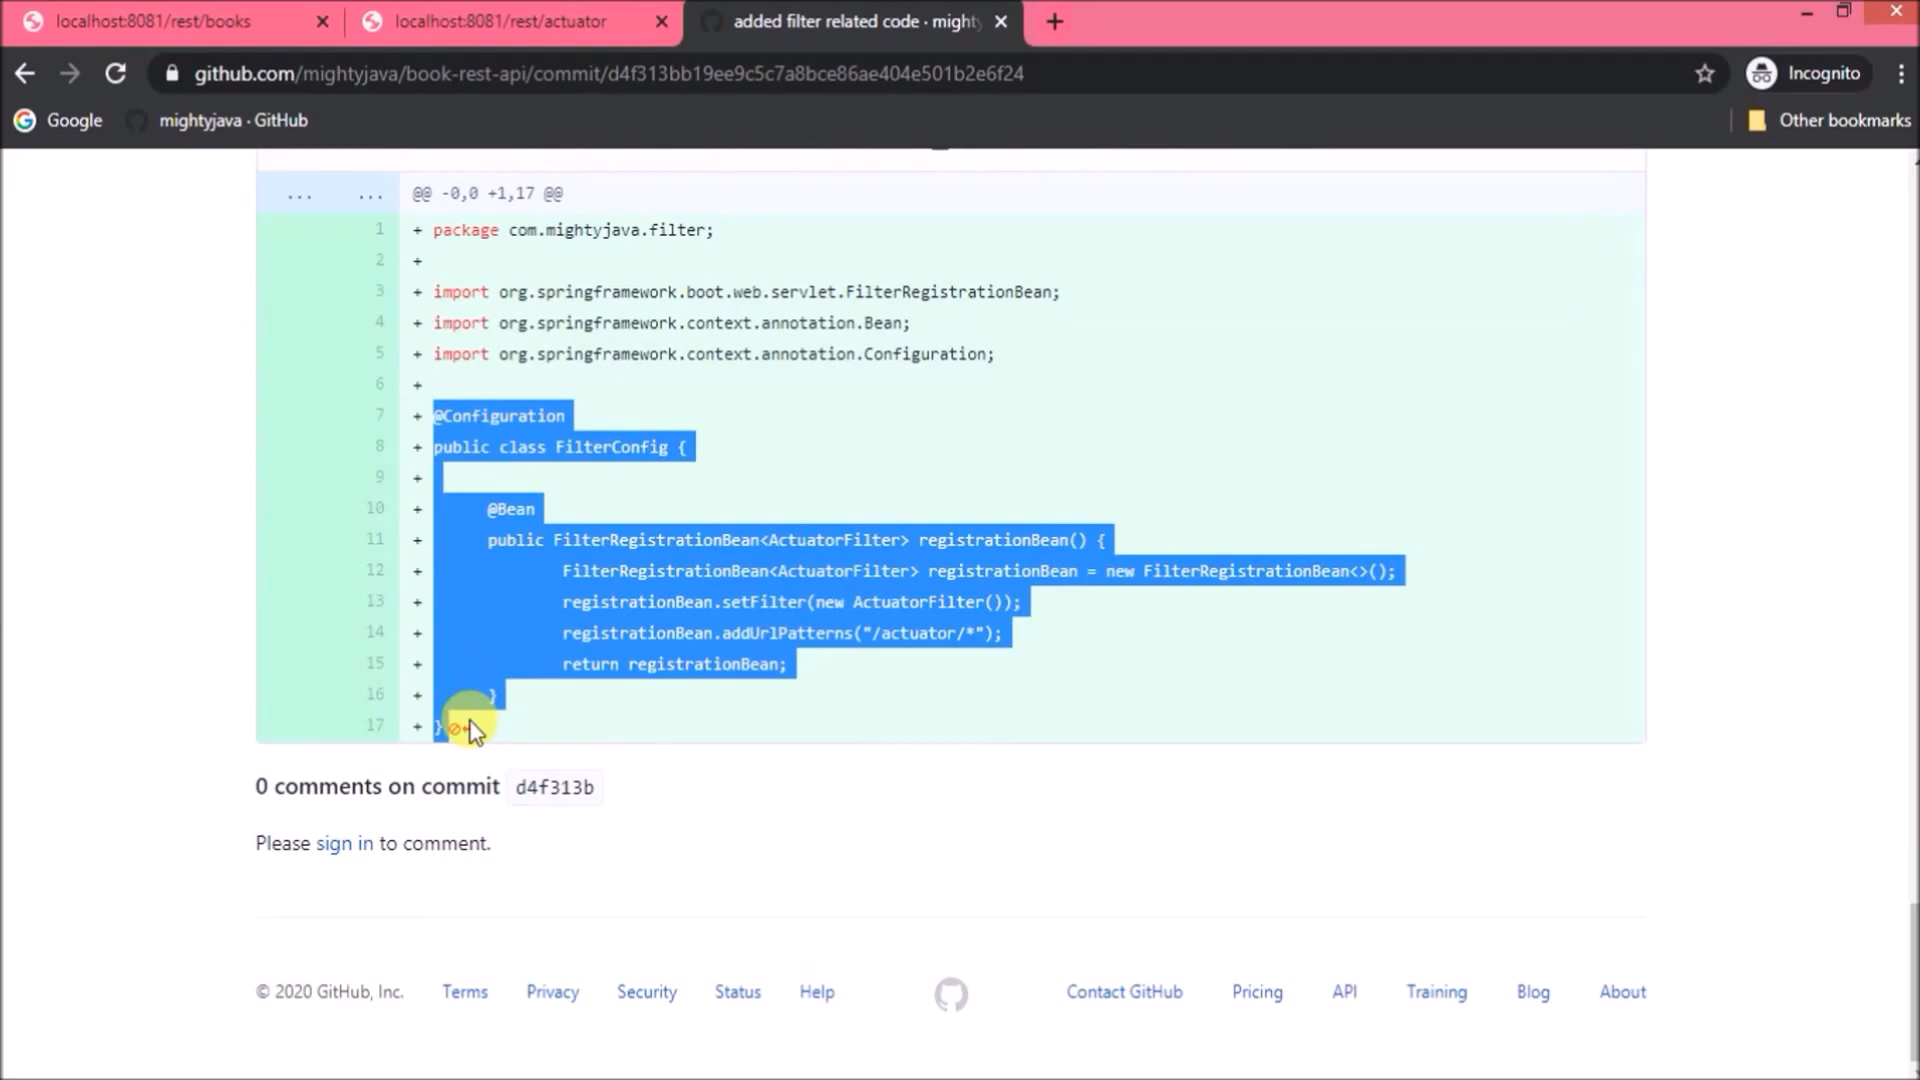 localhost:8081/rest/books
localhost:8081/rest/actuator
added filter related code · might
github.com/mightyjava/book-rest-api/commit/d4f313bb19ee9c5c7a8bce86ae404e501b2e6f24
Incognito
Google
mightyjava · GitHub
Other bookmarks
... ... @@ -0,0 +1,17 @@
1 + package com.mightyjava.filter;
2 +
3 + import org.springframework.boot.web.servlet.FilterRegistrationBean;
4 + import org.springframework.context.annotation.Bean;
5 + import org.springframework.context.annotation.Configuration;
6 +
7 + @Configuration
8 + public class FilterConfig {
9 +
10 + @Bean
11 + public FilterRegistrationBean<ActuatorFilter> registrationBean() {
12 + FilterRegistrationBean<ActuatorFilter> registrationBean = new FilterRegistrationBean<>();
13 + registrationBean.setFilter(new ActuatorFilter());
14 + registrationBean.addUrlPatterns("/actuator/*");
15 + return registrationBean;
16 + }
17 + }
0 comments on commit d4f313b
Please sign in to comment.
© 2020 GitHub, Inc. Terms Privacy Security Status Help Contact GitHub Pricing API Training Blog About